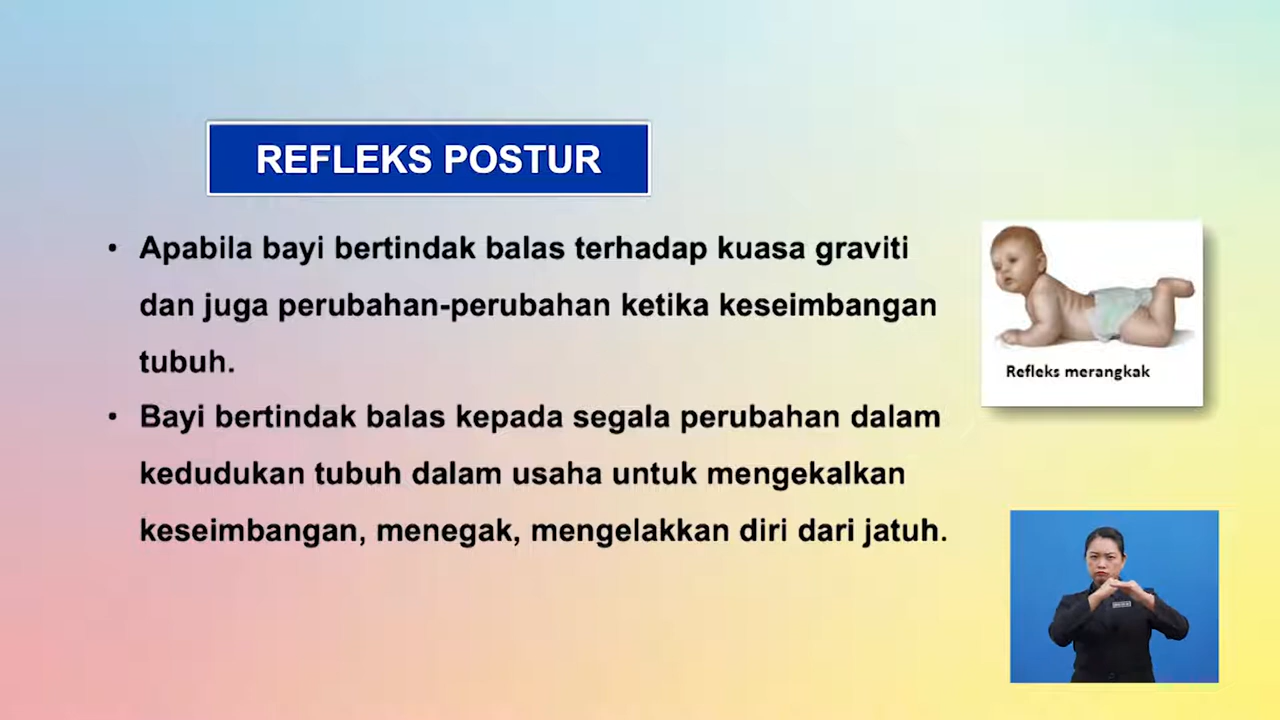 REFLEKS POSTUR
• Apabila bayi bertindak balas terhadap kuasa graviti
dan juga perubahan-perubahan ketika keseimbangan
tubuh.
• Bayi bertindak balas kepada segala perubahan dalam
kedudukan tubuh dalam usaha untuk mengekalkan
keseimbangan, menegak, mengelakkan diri dari jatuh.
Refleks merangkak